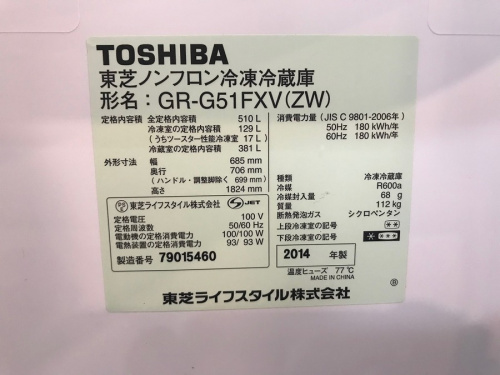 TOSHIBA
東芝ノンフロン冷凍冷蔵庫
形名：GR-G51FXV(ZW)
定格内容積 全定格内容積 510 L
冷凍室の定格内容積 129 L
(うちツースター性能冷凍室 17 L)
冷蔵室の定格内容積 381 L
外形寸法 幅 685 mm
奥行 706 mm
(ハンドル・調整脚除く 699 mm)
高さ 1824 mm
消費電力量 (JIS C 9801-2006年)
50Hz 180 kWh/年
60Hz 180 kWh/年
種類 冷凍冷蔵庫
冷媒 R600a
冷媒封入量 68 g
質量 112 kg
断熱発泡ガス シクロペンタン
上段冷凍室の記号 **
下段冷凍室の記号 * ***
PS E 東芝ライフスタイル株式会社 S JET
定格電圧 100 V
定格周波数 50/60 Hz
電動機の定格消費電力 100/100 W
電熱装置の定格消費電力 93/ 93 W
製造番号 79015460
2014 年製
温度ヒューズ 77℃
MADE IN CHINA
東芝ライフスタイル株式会社